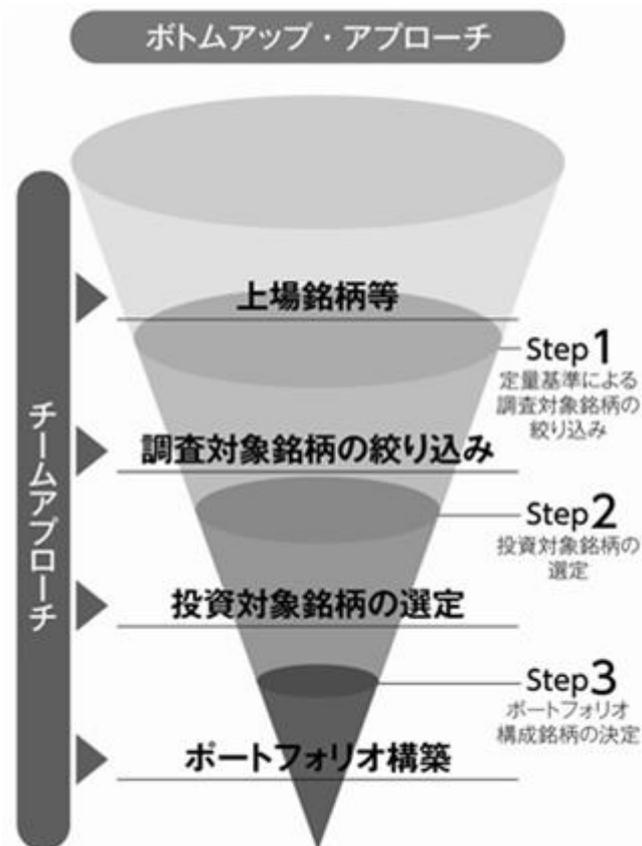 ボトムアップ・アプローチ
チームアプローチ
上場銘柄等
Step1
定量基準による
調査対象銘柄の
絞り込み
調査対象銘柄の絞り込み
Step2
投資対象銘柄の
選定
投資対象銘柄の選定
Step3
ポートフォリオ
構成銘柄の決定
ポートフォリオ構築